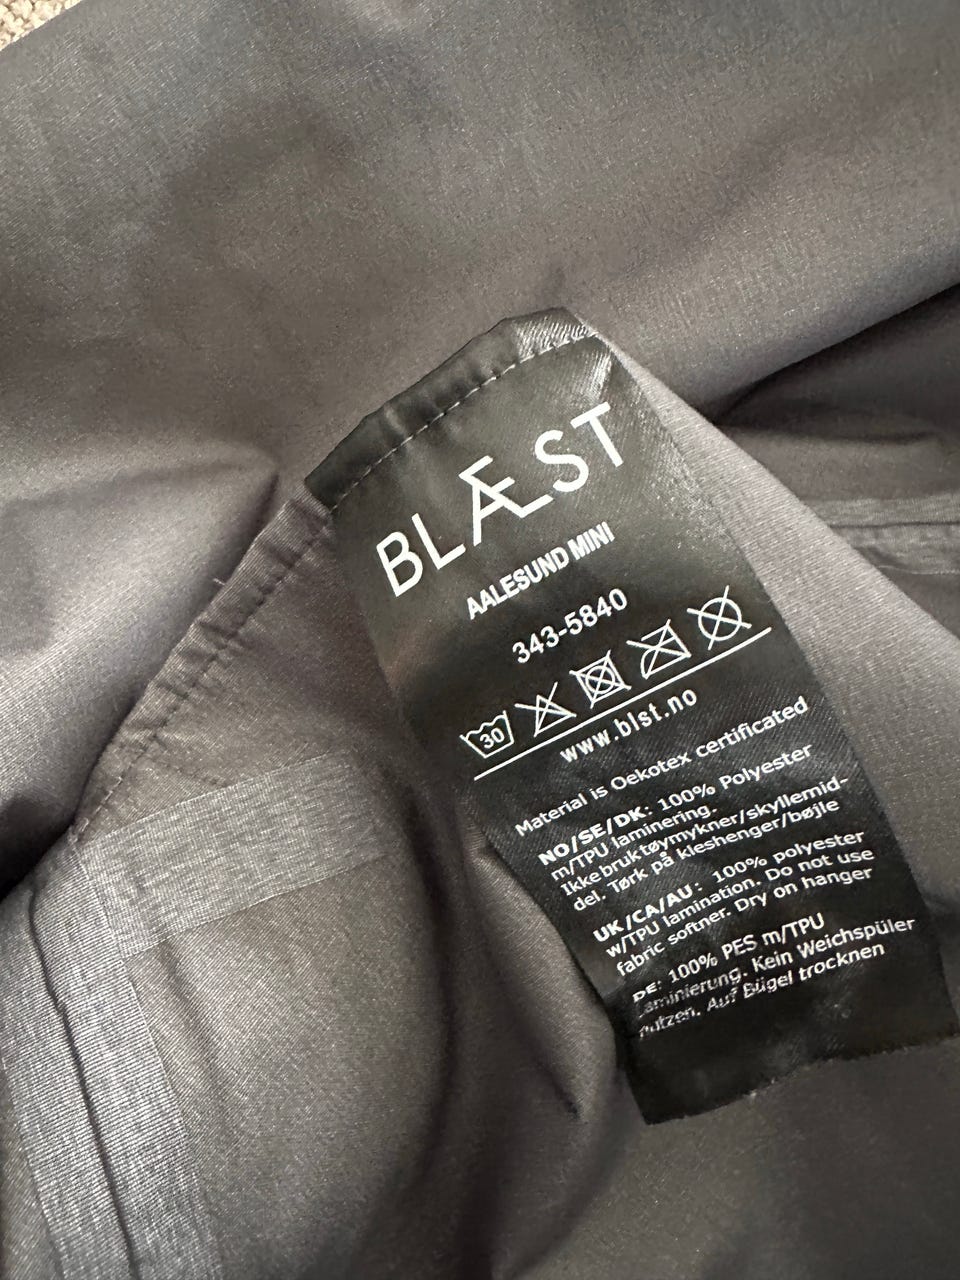 BLÆST
AALESUND MINI
343-5840
30
www.blst.no
Material is Oekotex certificated
NO/SE/DK: 100% Polyester
m/TPU laminering.
Ikke bruk tøymykner/skyllemid-
del. Tørk på kleshenger/bøjle
UK/CA/AU: 100% polyester
w/TPU lamination. Do not use
fabric softner. Dry on hanger
DE: 100% PES m/TPU
Laminierung. Kein Weichspüler
nutzen. Auf Bügel trocknen